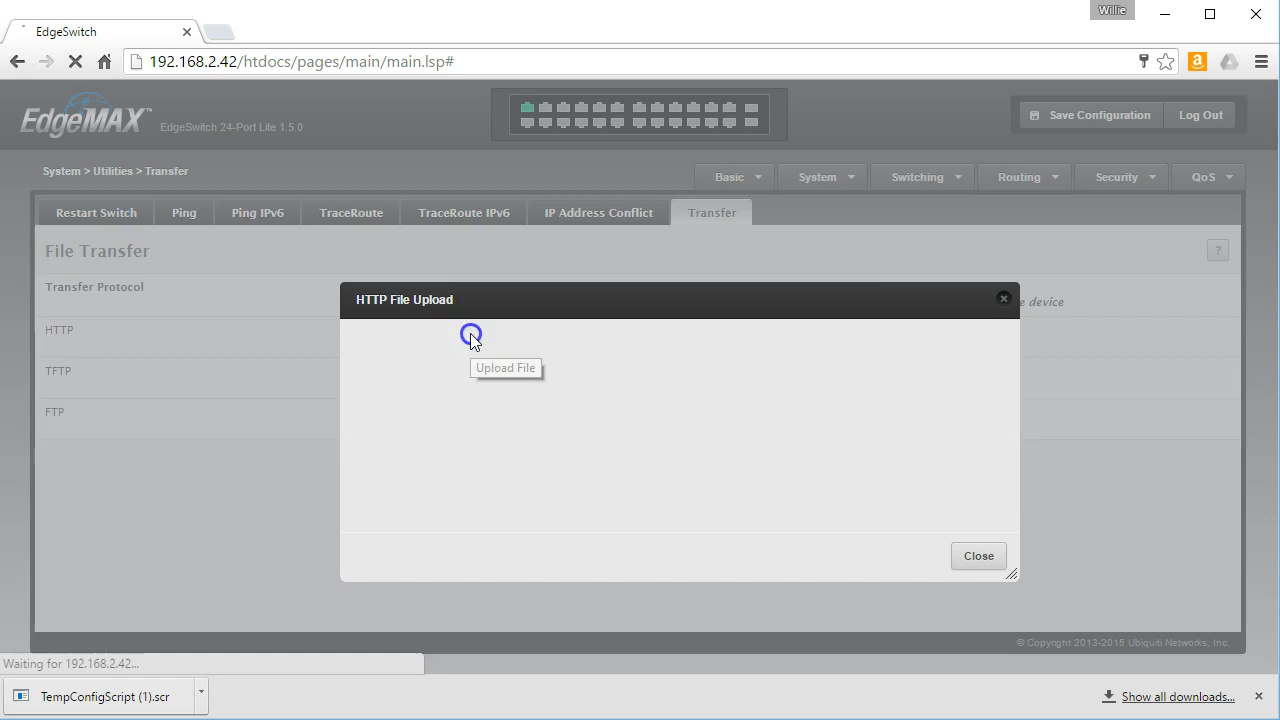 Willie
EdgeSwitch
192.168.2.42/htdocs/pages/main/main.lsp#
EdgeMAX™
EdgeSwitch 24-Port Lite 1.5.0
Save Configuration
Log Out
System > Utilities > Transfer
Basic
System
Switching
Routing
Security
QoS
Restart Switch
Ping
Ping IPv6
TraceRoute
TraceRoute IPv6
IP Address Conflict
Transfer
File Transfer
?
Transfer Protocol
HTTP File Upload
e device
HTTP
Upload File
TFTP
FTP
Close
© Copyright 2013-2015 Ubiquiti Networks, Inc.
Waiting for 192.168.2.42...
TempConfigScript (1).scr
Show all downloads...